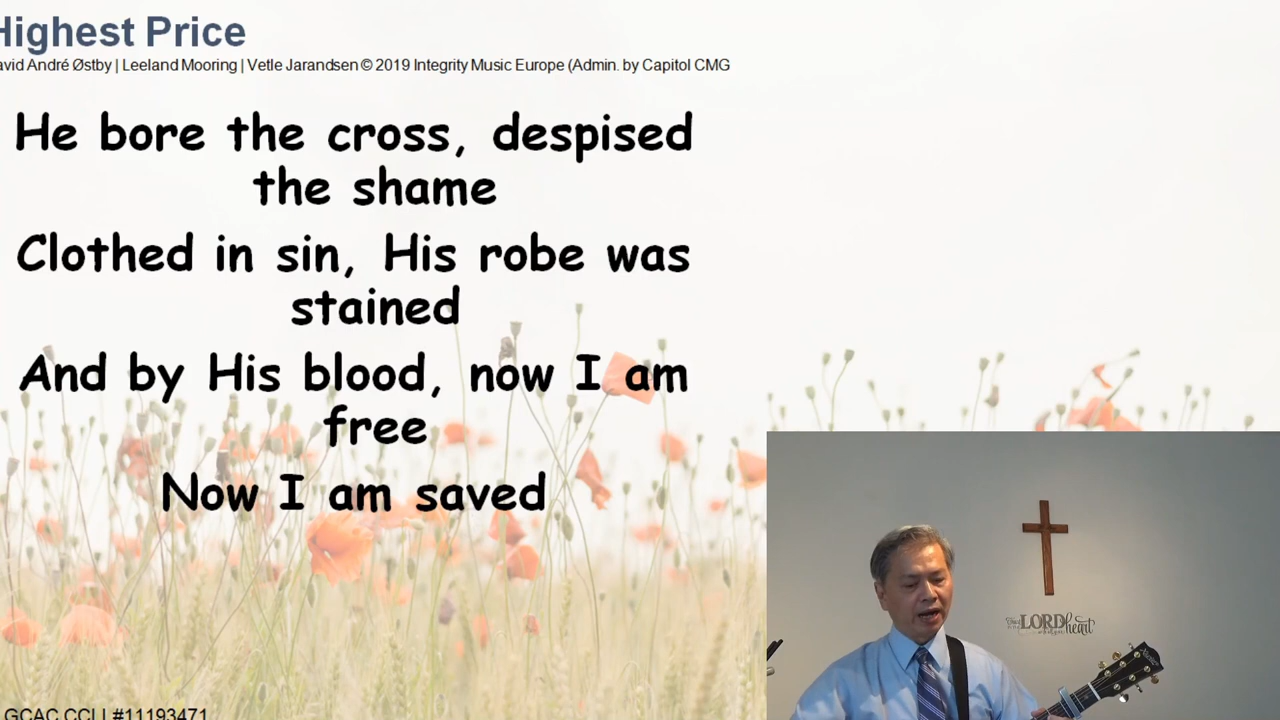 Highest Price
avid André Østby | Leeland Mooring | Vetle Jarandsen © 2019 Integrity Music Europe (Admin. by Capitol CMG
He bore the cross, despised
the shame
Clothed in sin, His robe was
stained
And by His blood, now I am
free
Now I am saved
LORD
heart
GCAC CCLI #11193471